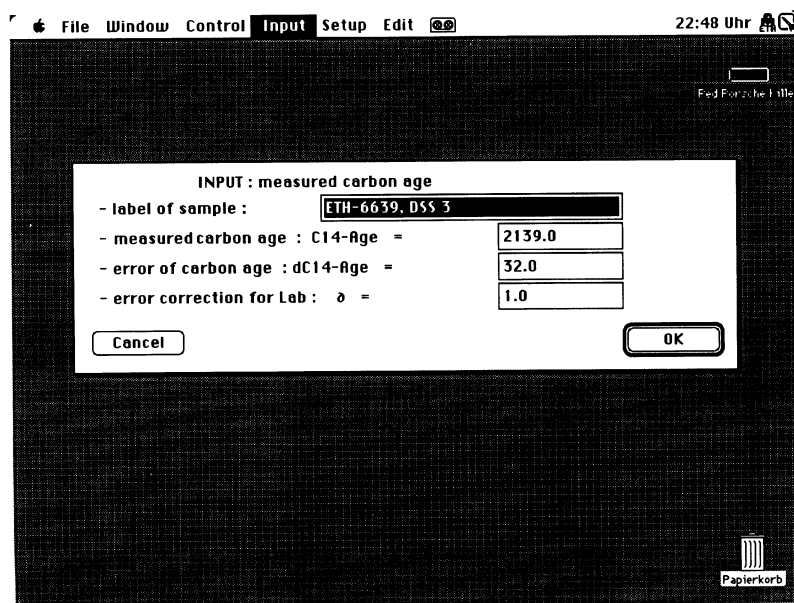 File Window Control Input Setup Edit 22:48 Uhr ETH
INPUT : measured carbon age
- label of sample : ETH-6639, DSS 3
- measured carbon age : C14-Age = 2139.0
- error of carbon age : dC14-Age = 32.0
- error correction for Lab : ∂ = 1.0
Cancel OK
Papierkorb